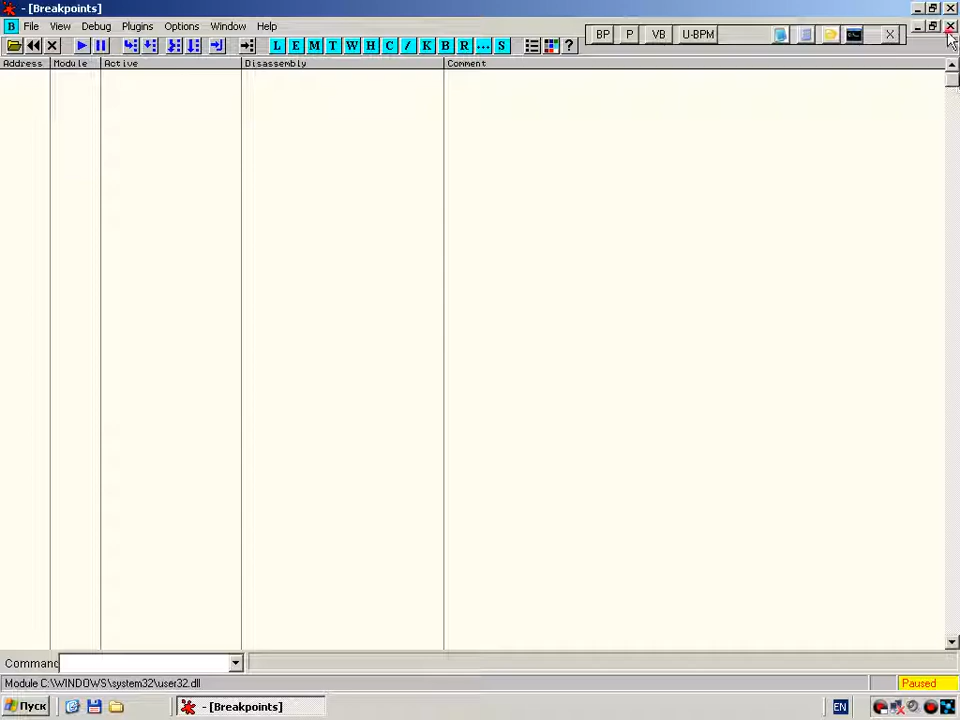 - [Breakpoints]
B File View Debug Plugins Options Window Help
BP P VB U-BPM X
L E M T W H C / K B R ... S ?
Address Module Active Disassembly Comment
Command
Module C:\WINDOWS\system32\user32.dll Paused
Пуск - [Breakpoints] EN